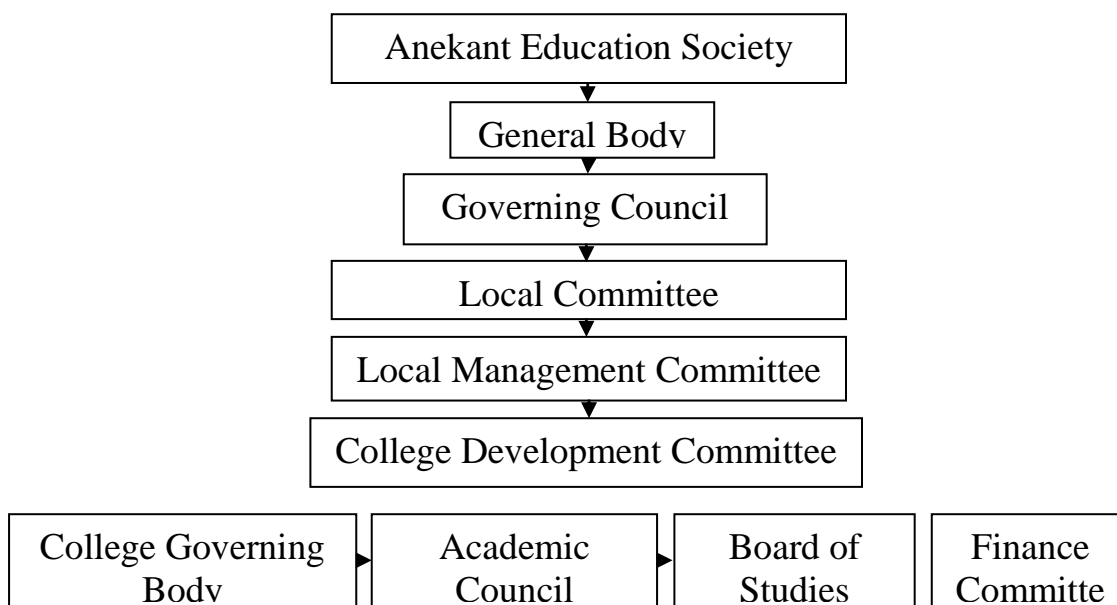 Anekant Education Society
General Body
Governing Council
Local Committee
Local Management Committee
College Development Committee
College Governing
Body
Academic
Council
Board of
Studies
Finance
Committe